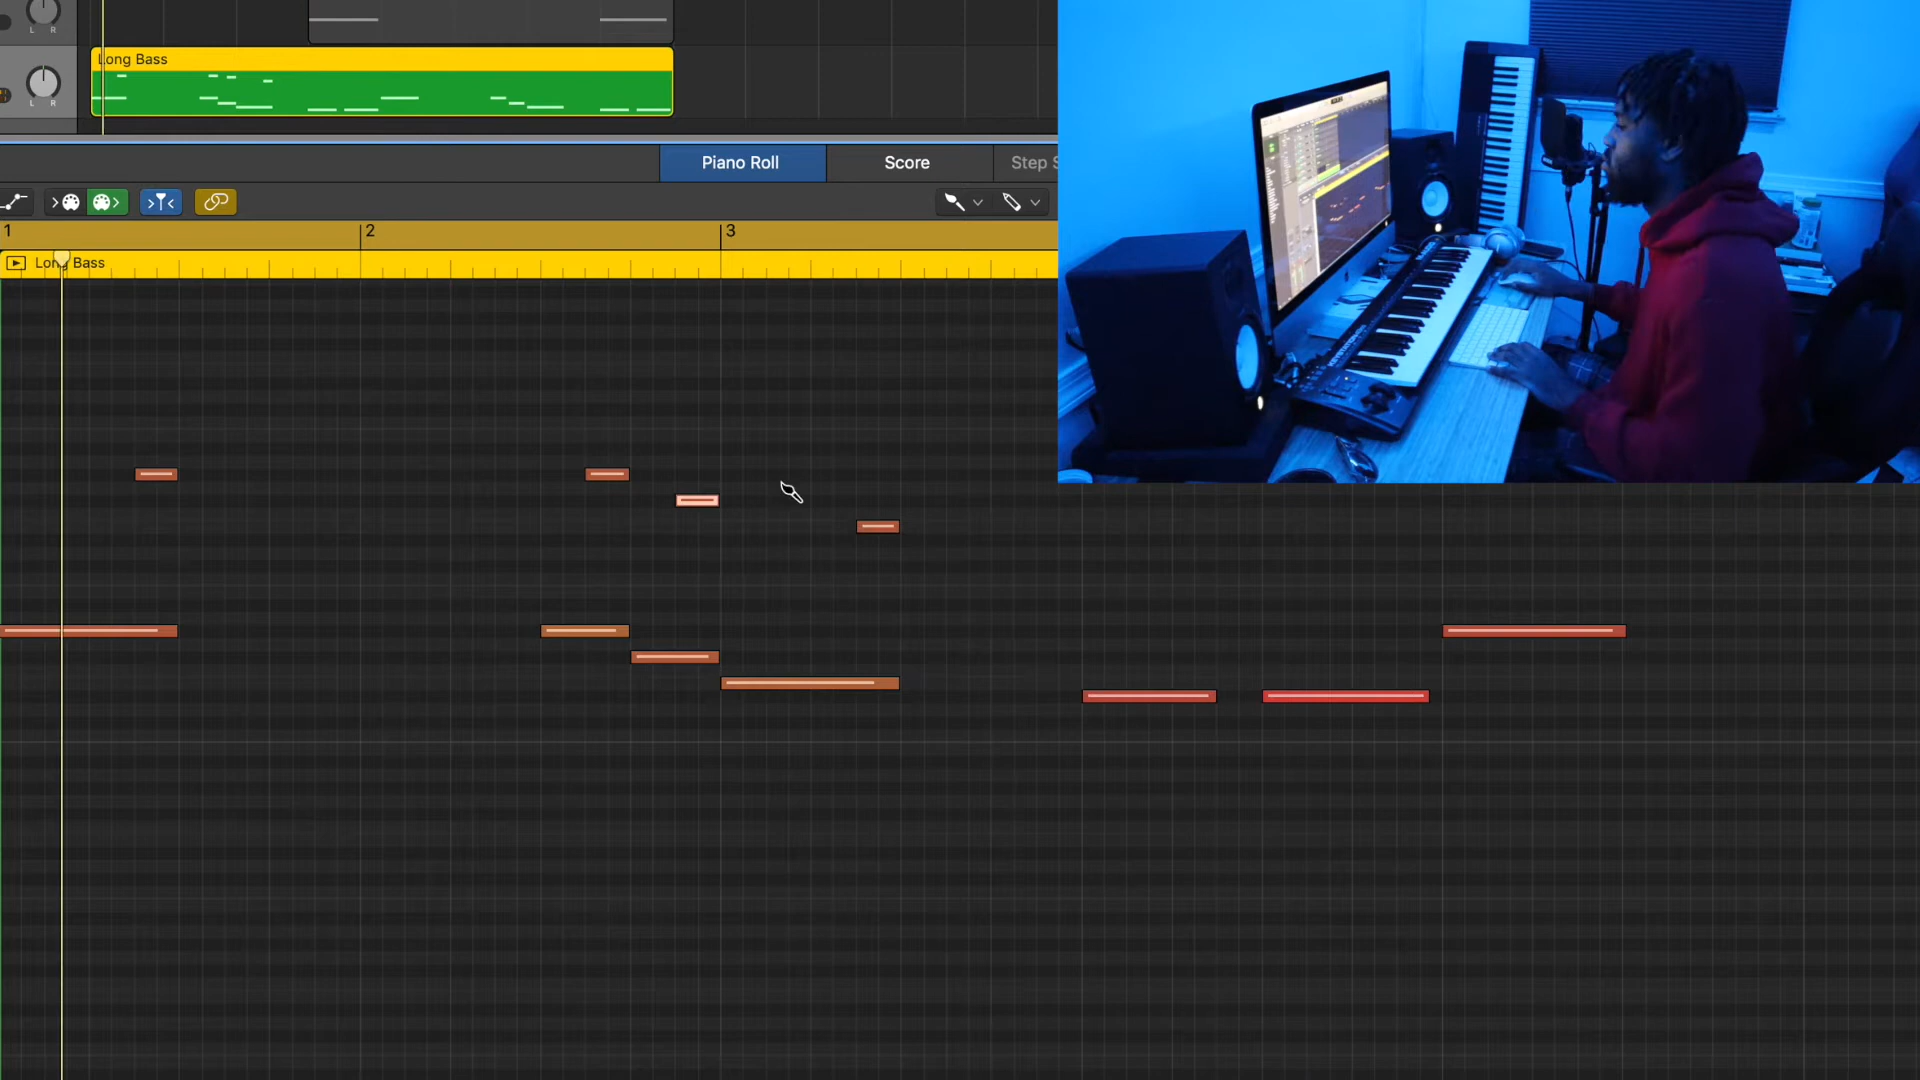 L R
Long Bass
L R
Piano Roll
Score
Step S
1
2
3
Long Bass